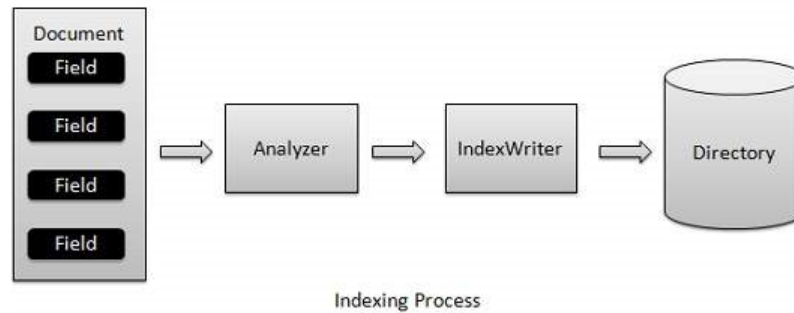 Document
Field
Field
Field
Field
Analyzer
IndexWriter
Directory
Indexing Process